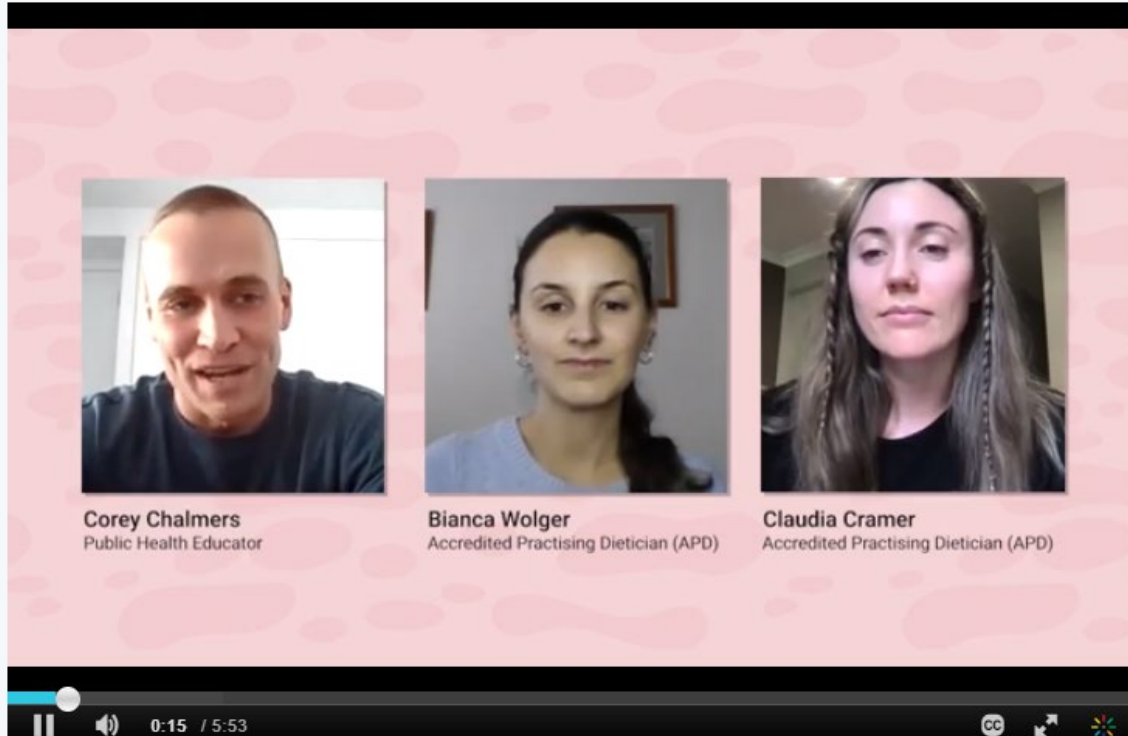 Corey Chalmers
Public Health Educator
Bianca Wolger
Accredited Practising Dietician (APD)
Claudia Cramer
Accredited Practising Dietician (APD)
0:15 / 5:53
CC